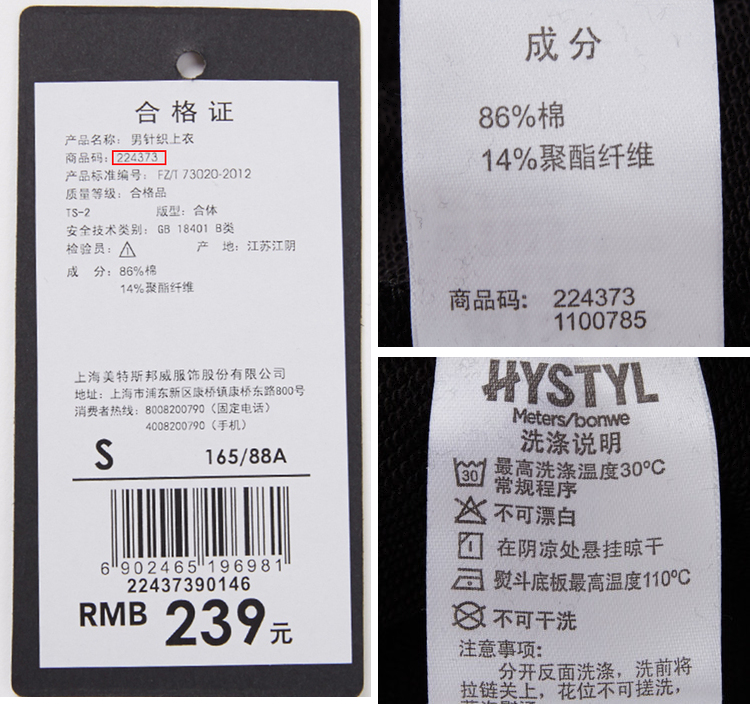 合格证
产品名称: 男针织上衣
商品码: 224373
产品标准编号: FZ/T 73020-2012
质量等级: 合格品
TS-2 版型: 合体
安全技术类别: GB 18401 B类
检验员: 1 产 地: 江苏江阴
成 分: 86%棉
14%聚酯纤维
上海美特斯邦威服饰股份有限公司
地址: 上海市浦东新区康桥镇康桥东路800号
消费者热线: 8008200790 (固定电话)
4008200790 (手机)
S 165/88A
6 902465 196981
22437390146
RMB 239元
成分
86%棉
14%聚酯纤维
商品码: 224373
1100785
HYSTYL
Meters/bonwe
洗涤说明
30 最高洗涤温度30℃
常规程序
不可漂白
在阴凉处悬挂晾干
熨斗底板最高温度110℃
不可干洗
注意事项:
分开反面洗涤, 洗前将
拉链关上, 花位不可搓洗,